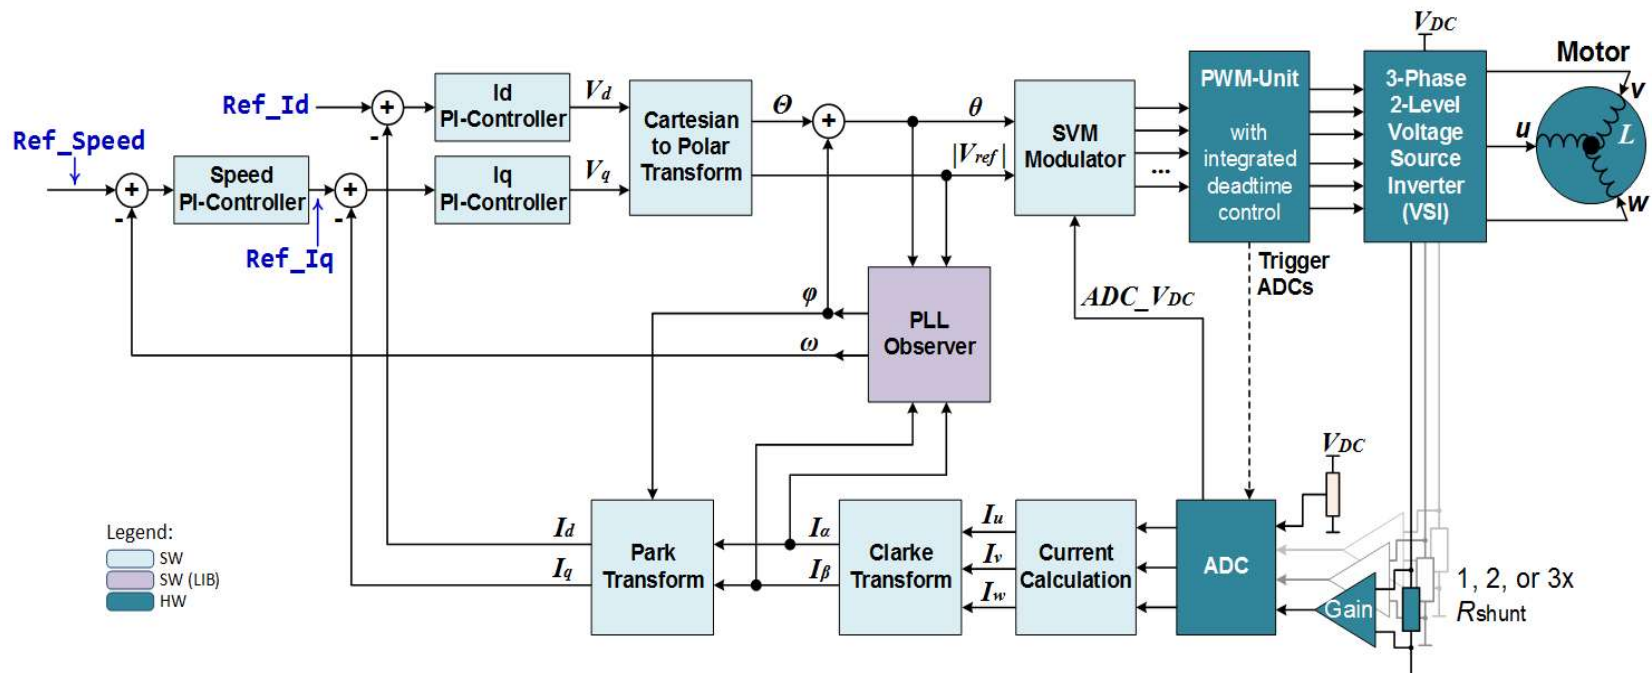 V_DC
Motor
Ref_Id
+
-
Id
PI-Controller
V_d
Cartesian
to Polar
Transform
Θ
+
θ
SVM
Modulator
...
PWM-Unit
with
integrated
deadtime
control
3-Phase
2-Level
Voltage
Source
Inverter
(VSI)
v
u
L
w
Ref_Speed
+
-
Speed
PI-Controller
+
-
Ref_Iq
Iq
PI-Controller
V_q
|V_ref|
Trigger
ADCs
φ
ω
PLL
Observer
ADC_V_DC
V_DC
Legend:
SW
SW (LIB)
HW
I_d
I_q
Park
Transform
I_α
I_β
Clarke
Transform
I_u
I_v
I_w
Current
Calculation
ADC
Gain
1, 2, or 3x
R_shunt